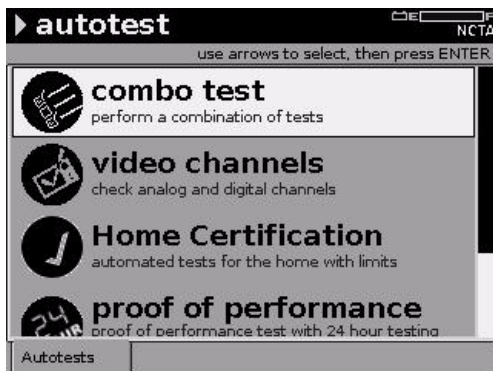 autotest
E F
NCTA
use arrows to select, then press ENTER
combo test
perform a combination of tests
video channels
check analog and digital channels
Home Certification
automated tests for the home with limits
24 HUR
proof of performance
proof of performance test with 24 hour testing
Autotests